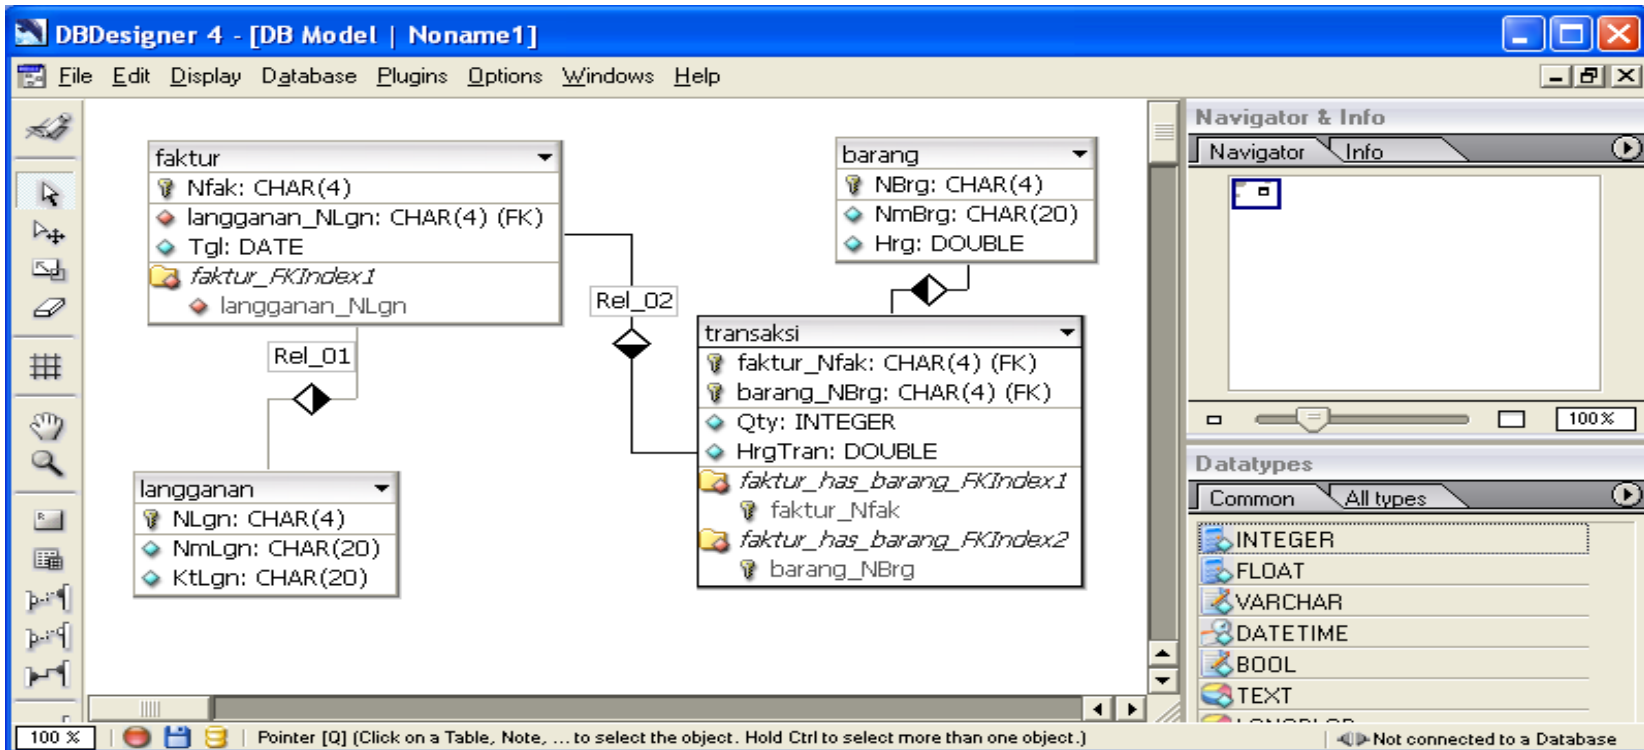 DBDesigner 4 - [DB Model | Noname1]
File Edit Display Database Plugins Options Windows Help
faktur
Nfak: CHAR(4)
langganan_NLgn: CHAR(4) (FK)
Tgl: DATE
faktur_FKIndex1
langganan_NLgn
Rel_01
langganan
NLgn: CHAR(4)
NmLgn: CHAR(20)
KtLgn: CHAR(20)
Rel_02
barang
NBrg: CHAR(4)
NmBrg: CHAR(20)
Hrg: DOUBLE
transaksi
faktur_Nfak: CHAR(4) (FK)
barang_NBrg: CHAR(4) (FK)
Qty: INTEGER
HrgTran: DOUBLE
faktur_has_barang_FKIndex1
faktur_Nfak
faktur_has_barang_FKIndex2
barang_NBrg
Navigator & Info
Navigator Info
100%
Datatypes
Common All types
INTEGER
FLOAT
VARCHAR
DATETIME
BOOL
TEXT
100 % Pointer [Q] (Click on a Table, Note, ... to select the object. Hold Ctrl to select more than one object.) Not connected to a Database